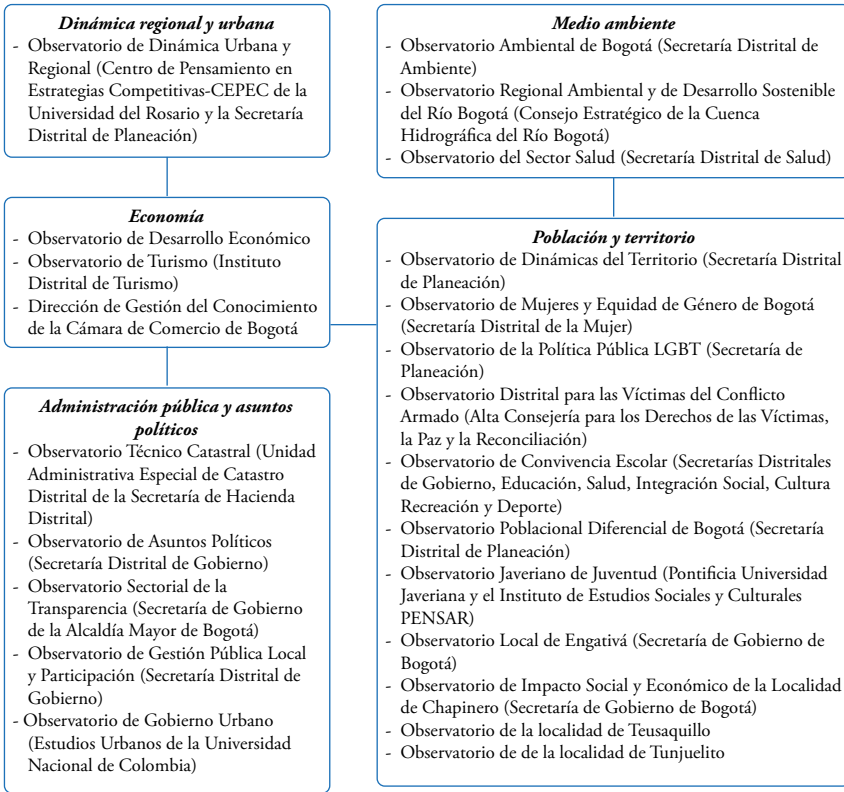 Dinámica regional y urbana
- Observatorio de Dinámica Urbana y
Regional (Centro de Pensamiento en
Estrategias Competitivas-CEPEC de la
Universidad del Rosario y la Secretaría
Distrital de Planeación)
Economía
- Observatorio de Desarrollo Económico
- Observatorio de Turismo (Instituto
Distrital de Turismo)
- Dirección de Gestión del Conocimiento
de la Cámara de Comercio de Bogotá
Administración pública y asuntos
políticos
- Observatorio Técnico Catastral (Unidad
Administrativa Especial de Catastro
Distrital de la Secretaría de Hacienda
Distrital)
- Observatorio de Asuntos Políticos
(Secretaría Distrital de Gobierno)
- Observatorio Sectorial de la
Transparencia (Secretaría de Gobierno
de la Alcaldía Mayor de Bogotá)
- Observatorio de Gestión Pública Local
y Participación (Secretaría Distrital de
Gobierno)
- Observatorio de Gobierno Urbano
(Estudios Urbanos de la Universidad
Nacional de Colombia)
Medio ambiente
- Observatorio Ambiental de Bogotá (Secretaría Distrital de
Ambiente)
- Observatorio Regional Ambiental y de Desarrollo Sostenible
del Río Bogotá (Consejo Estratégico de la Cuenca
Hidrográfica del Río Bogotá)
- Observatorio del Sector Salud (Secretaría Distrital de Salud)
Población y territorio
- Observatorio de Dinámicas del Territorio (Secretaría Distrital
de Planeación)
- Observatorio de Mujeres y Equidad de Género de Bogotá
(Secretaría Distrital de la Mujer)
- Observatorio de la Política Pública LGBT (Secretaría de
Planeación)
- Observatorio Distrital para las Víctimas del Conflicto
Armado (Alta Consejería para los Derechos de las Víctimas,
la Paz y la Reconciliación)
- Observatorio de Convivencia Escolar (Secretarías Distritales
de Gobierno, Educación, Salud, Integración Social, Cultura
Recreación y Deporte)
- Observatorio Poblacional Diferencial de Bogotá (Secretaría
Distrital de Planeación)
- Observatorio Javeriano de Juventud (Pontificia Universidad
Javeriana y el Instituto de Estudios Sociales y Culturales
PENSAR)
- Observatorio Local de Engativá (Secretaría de Gobierno de
Bogotá)
- Observatorio de Impacto Social y Económico de la Localidad
de Chapinero (Secretaría de Gobierno de Bogotá)
- Observatorio de la localidad de Teusaquillo
- Observatorio de de la localidad de Tunjuelito